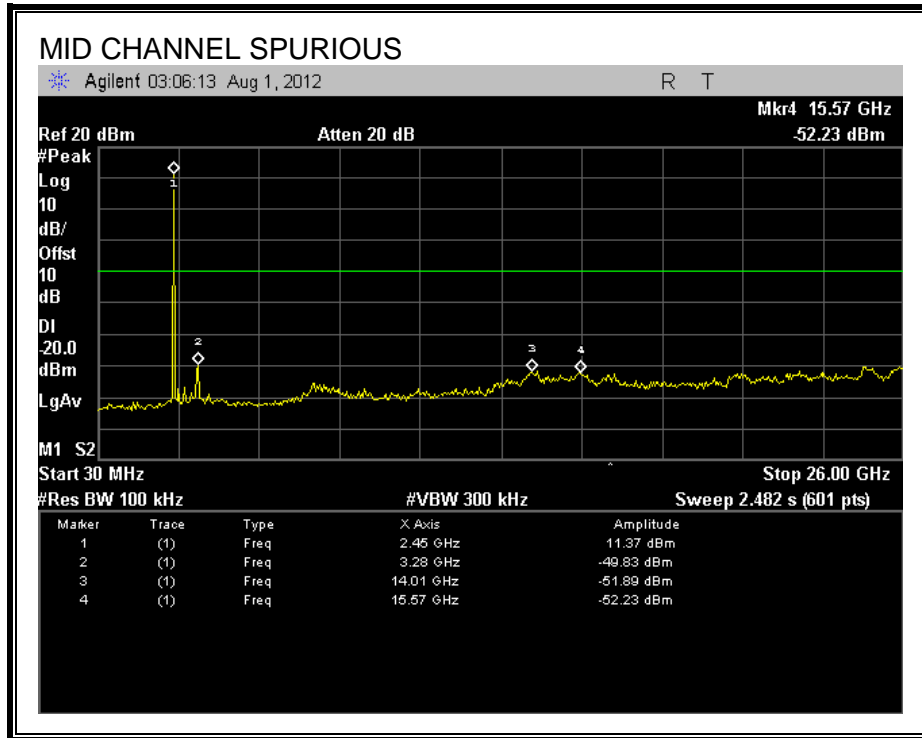 MID CHANNEL SPURIOUS
Agilent 03:06:13 Aug 1, 2012 R T
Mkr4 15.57 GHz
Ref 20 dBm Atten 20 dB -52.23 dBm
#Peak
Log
10
dB/
Offst
10
dB
DI
-20.0
dBm
LgAv
M1 S2
1
2
3
4
Start 30 MHz Stop 26.00 GHz
#Res BW 100 kHz #VBW 300 kHz Sweep 2.482 s (601 pts)
Marker Trace Type X Axis Amplitude
1 (1) Freq 2.45 GHz 11.37 dBm
2 (1) Freq 3.28 GHz -49.83 dBm
3 (1) Freq 14.01 GHz -51.89 dBm
4 (1) Freq 15.57 GHz -52.23 dBm